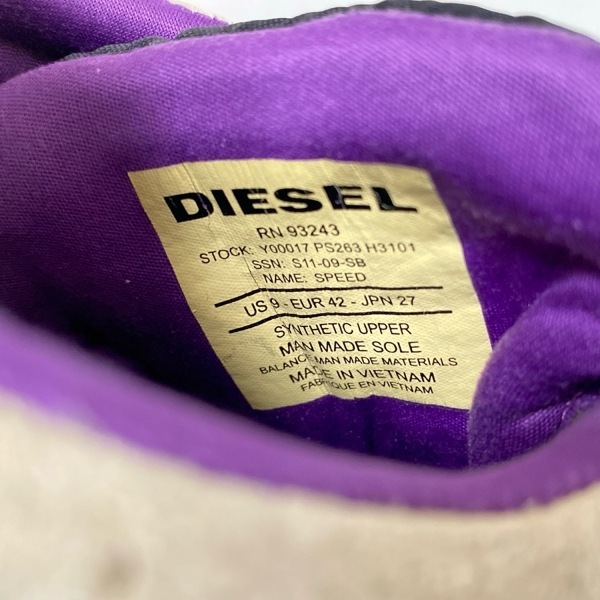 DIESEL
RN 93243
STOCK: Y00017 PS263 H3101
SSN: S11-09-SB
NAME: SPEED
US 9 - EUR 42 - JPN 27
SYNTHETIC UPPER
MAN MADE SOLE
BALANCE MAN MADE MATERIALS
MADE IN VIETNAM
FABRIQUE EN VIETNAM